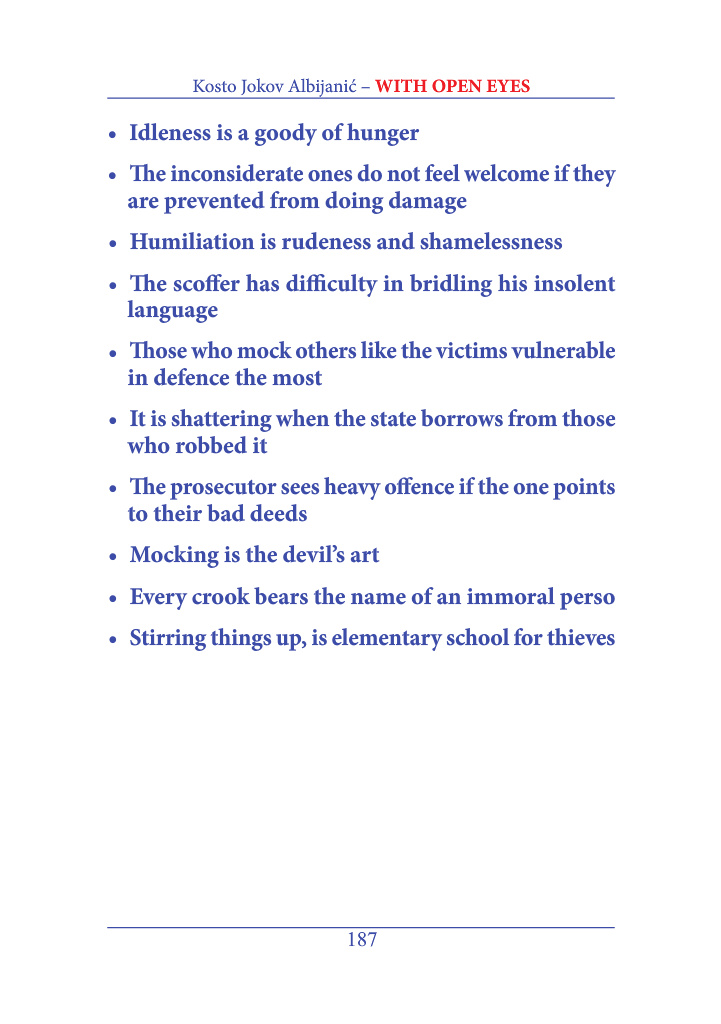 Kosto Jokov Albijanić – WITH OPEN EYES
• Idleness is a goody of hunger
• The inconsiderate ones do not feel welcome if they
are prevented from doing damage
• Humiliation is rudeness and shamelessness
• The scoffer has difficulty in bridling his insolent
language
• Those who mock others like the victims vulnerable
in defence the most
• It is shattering when the state borrows from those
who robbed it
• The prosecutor sees heavy offence if the one points
to their bad deeds
• Mocking is the devil’s art
• Every crook bears the name of an immoral perso
• Stirring things up, is elementary school for thieves
187